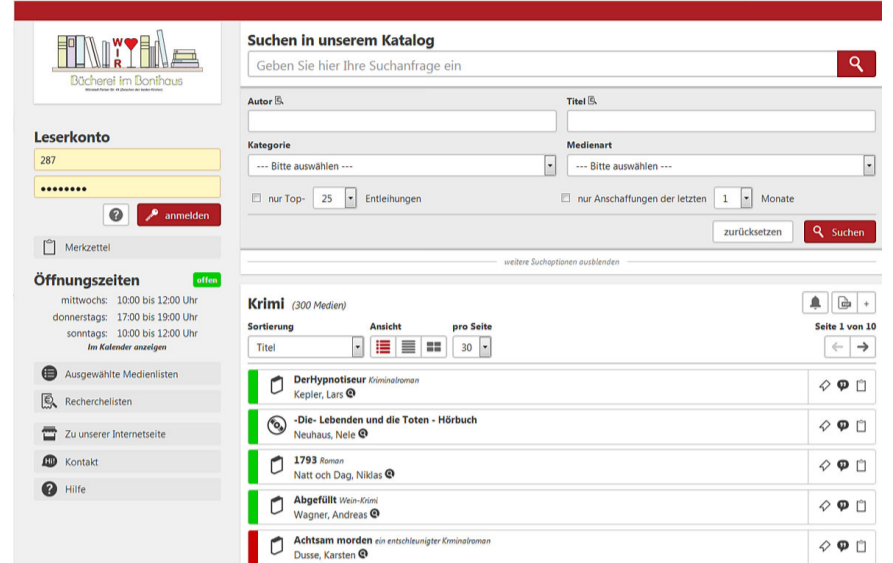 W
I
R
Bücherei im Bonihaus
Leserkonto
287
anmelden
Merkzettel
Öffnungszeiten
offen
mittwochs: 10:00 bis 12:00 Uhr
donnerstags: 17:00 bis 19:00 Uhr
sonntags: 10:00 bis 12:00 Uhr
Im Kalender anzeigen
Ausgewählte Medienlisten
Recherchelisten
Zu unserer Internetseite
Hi!
Kontakt
Hilfe
Suchen in unserem Katalog
Geben Sie hier Ihre Suchanfrage ein
Autor Titel
Kategorie Medienart
--- Bitte auswählen --- --- Bitte auswählen ---
nur Top- 25 Entleihungen nur Anschaffungen der letzten 1 Monate
zurücksetzen Suchen
weitere Suchoptionen ausblenden
Krimi (300 Medien)
Sortierung Ansicht pro Seite Seite 1 von 10
Titel 30
DerHypnotiseur Kriminalroman
Kepler, Lars
-Die- Lebenden und die Toten - Hörbuch
Neuhaus, Nele
1793 Roman
Natt och Dag, Niklas
Abgefüllt Wein-Krimi
Wagner, Andreas
Achtsam morden ein entschleunigter Krminalroman
Dusse, Karsten